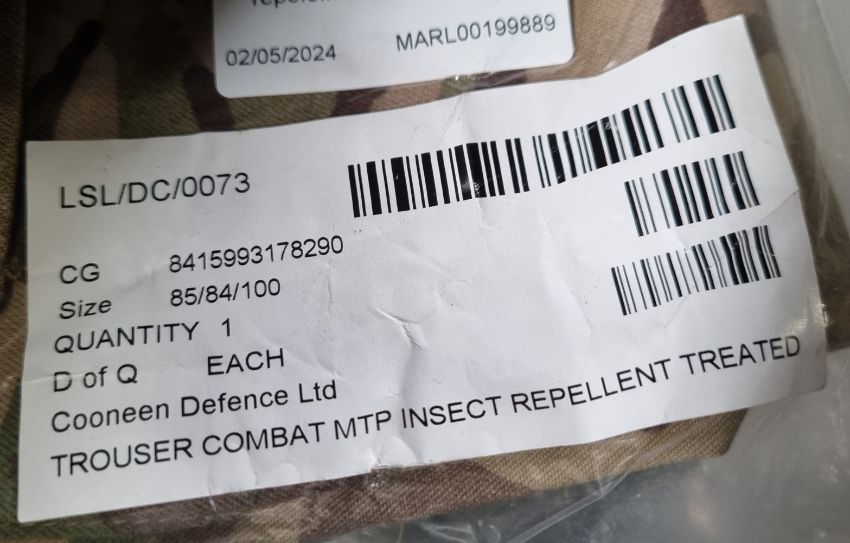 02/05/2024 MARL00199889
LSL/DC/0073
CG 8415993178290
Size 85/84/100
QUANTITY 1
D of Q EACH
Cooneen Defence Ltd
TROUSER COMBAT MTP INSECT REPELLENT TREATED